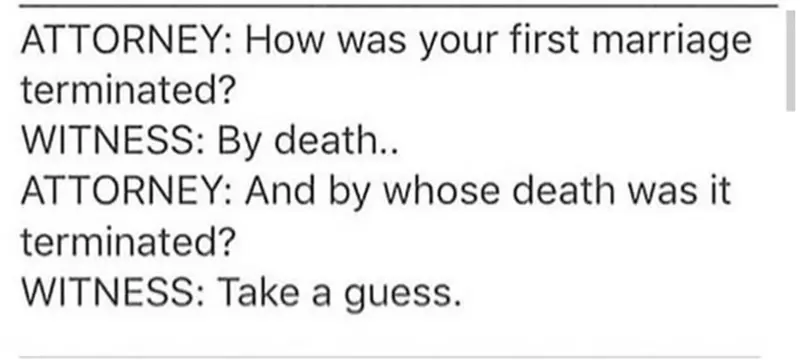 ATTORNEY: How was your first marriage
terminated?
WITNESS: By death..
ATTORNEY: And by whose death was it
terminated?
WITNESS: Take a guess.